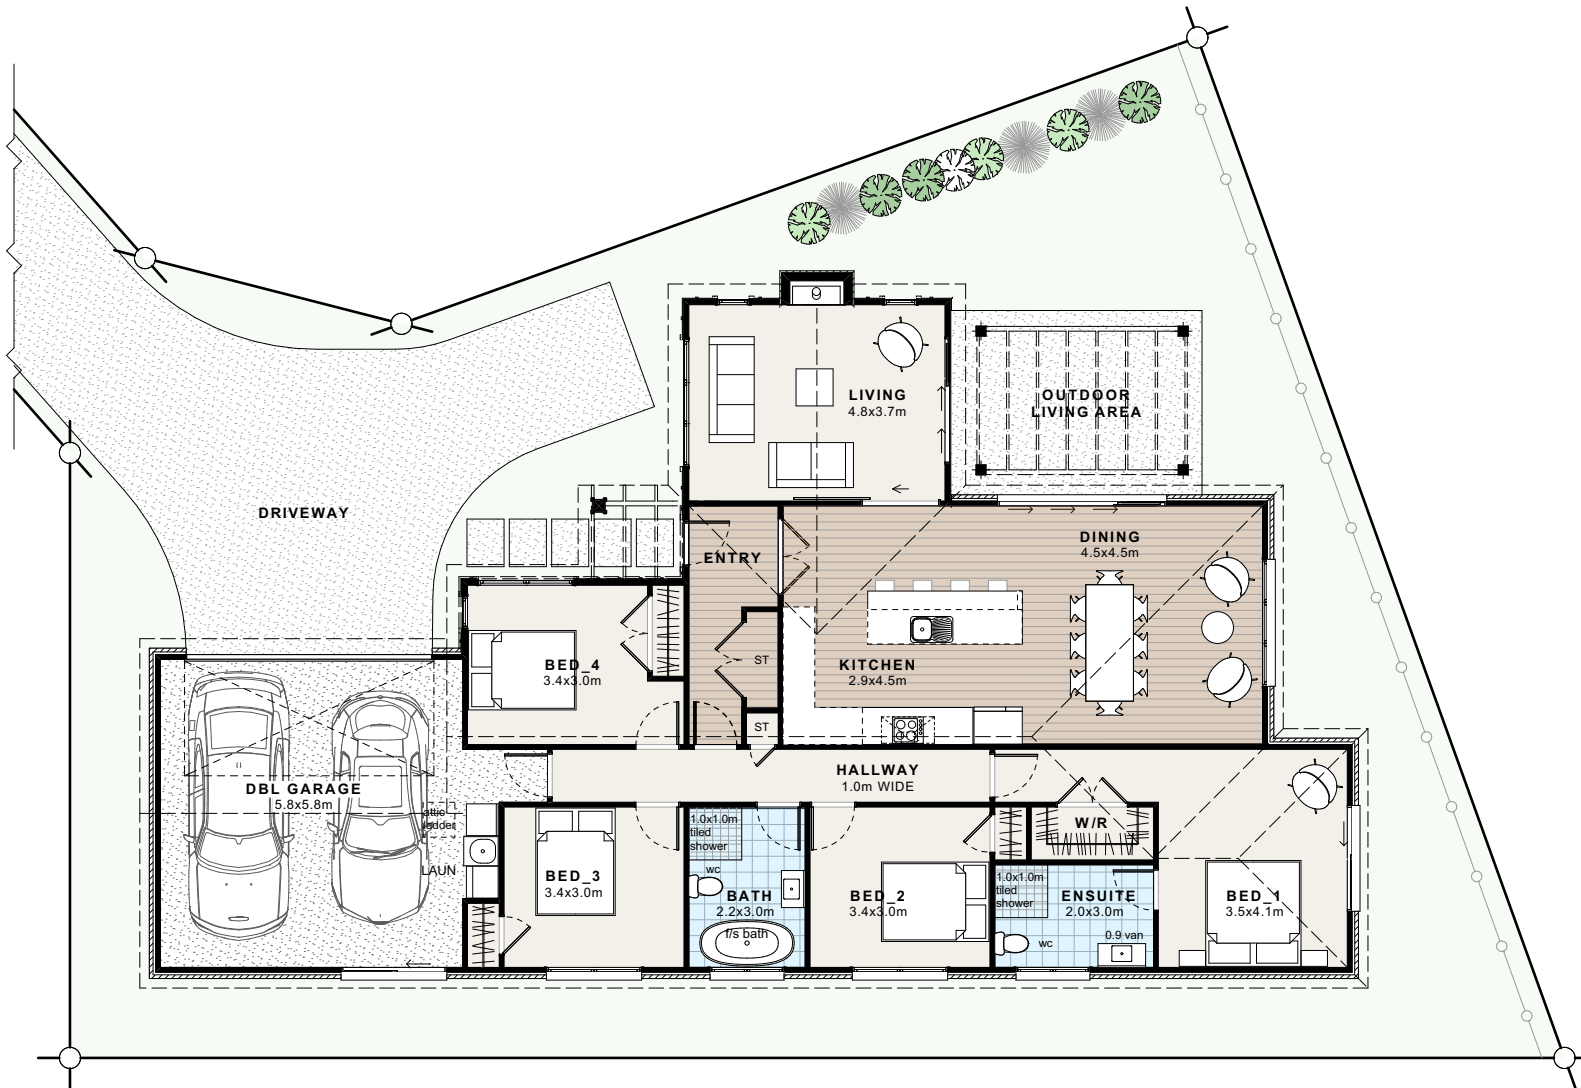 LIVING
4.8x3.7m
OUTDOOR
LIVING AREA
DRIVEWAY
ENTRY
DINING
4.5x4.5m
BED_4
3.4x3.0m
ST
KITCHEN
2.9x4.5m
ST
DBL GARAGE
5.8x5.8m
attic
ladder
LAUN
HALLWAY
1.0m WIDE
BED_3
3.4x3.0m
1.0x1.0m
tiled
shower
wc
BATH
2.2x3.0m
f/s bath
BED_2
3.4x3.0m
W/R
1.0x1.0m
tiled
shower
ENSUITE
2.0x3.0m
wc
0.9 van
BED_1
3.5x4.1m